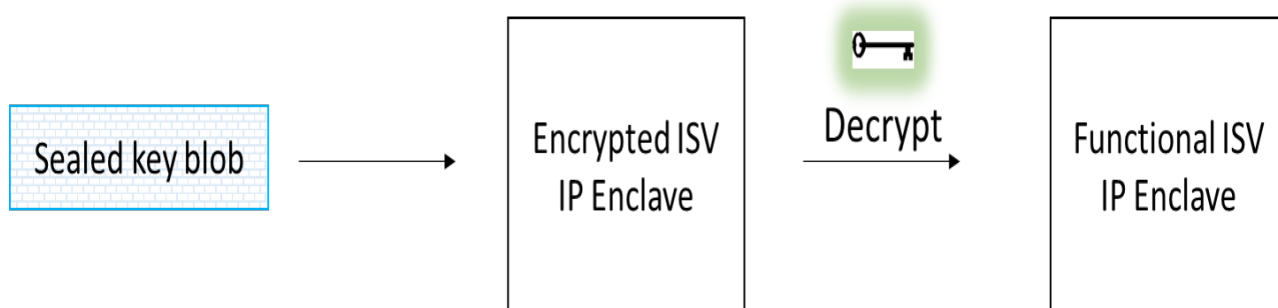 Sealed key blob
Encrypted ISV
IP Enclave
Decrypt
Functional ISV
IP Enclave